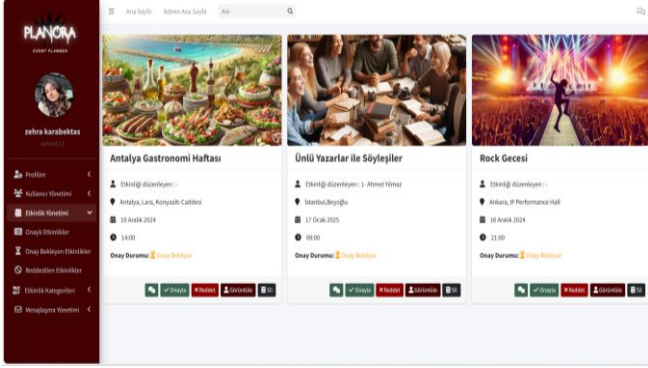 PLANORA
EVENT PLANNER
zehra karabektas
zehra123
Profilim
Kullanıcı Yönetimi
Etkinlik Yönetimi
Onaylı Etkinlikler
Onay Bekleyen Etkinlikler
Reddedilen Etkinlikler
Etkinlik Kategorileri
Mesajlaşma Yönetimi
Ana Sayfa Admin Ana Sayfa Ara
Antalya Gastronomi Haftası
Etkinliği düzenleyen : -
Antalya, Lara, Konyaaltı Caddesi
10 Aralık 2024
14:00
Onay Durumu: Onay Bekliyor
Onayla Reddet Görüntüle Sil
Ünlü Yazarlar ile Söyleşiler
Etkinliği düzenleyen : 1- Ahmet Yılmaz
İstanbul,Beyoğlu
17 Ocak 2025
09:00
Onay Durumu: Onay Bekliyor
Onayla Reddet Görüntüle Sil
Rock Gecesi
Etkinliği düzenleyen : -
Ankara, IF Performance Hall
16 Aralık 2024
21:00
Onay Durumu: Onay Bekliyor
Onayla Reddet Görüntüle Sil